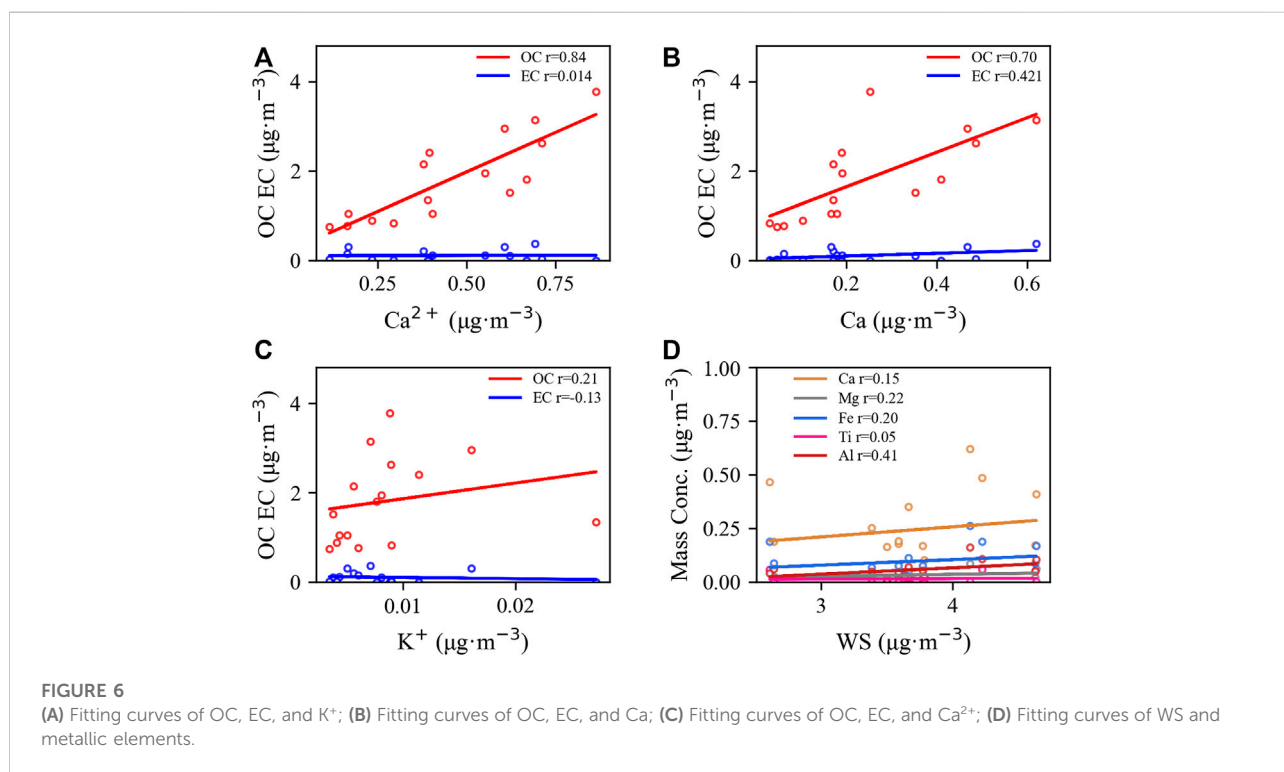 A
OC r=0.84
EC r=0.014
OC EC (μg·m⁻³)
4
2
0
0.25 0.50 0.75
Ca²⁺ (μg·m⁻³)
B
OC r=0.70
EC r=0.421
OC EC (μg·m⁻³)
4
2
0
0.2 0.4 0.6
Ca (μg·m⁻³)
C
OC r=0.21
EC r=-0.13
OC EC (μg·m⁻³)
4
2
0
0.01 0.02
K⁺ (μg·m⁻³)
D
Ca r=0.15
Mg r=0.22
Fe r=0.20
Ti r=0.05
Al r=0.41
Mass Conc. (μg·m⁻³)
1.00
0.75
0.50
0.25
0.00
3 4
WS (μg·m⁻³)
FIGURE 6
(A) Fitting curves of OC, EC, and K⁺; (B) Fitting curves of OC, EC, and Ca; (C) Fitting curves of OC, EC, and Ca²⁺; (D) Fitting curves of WS and
metallic elements.